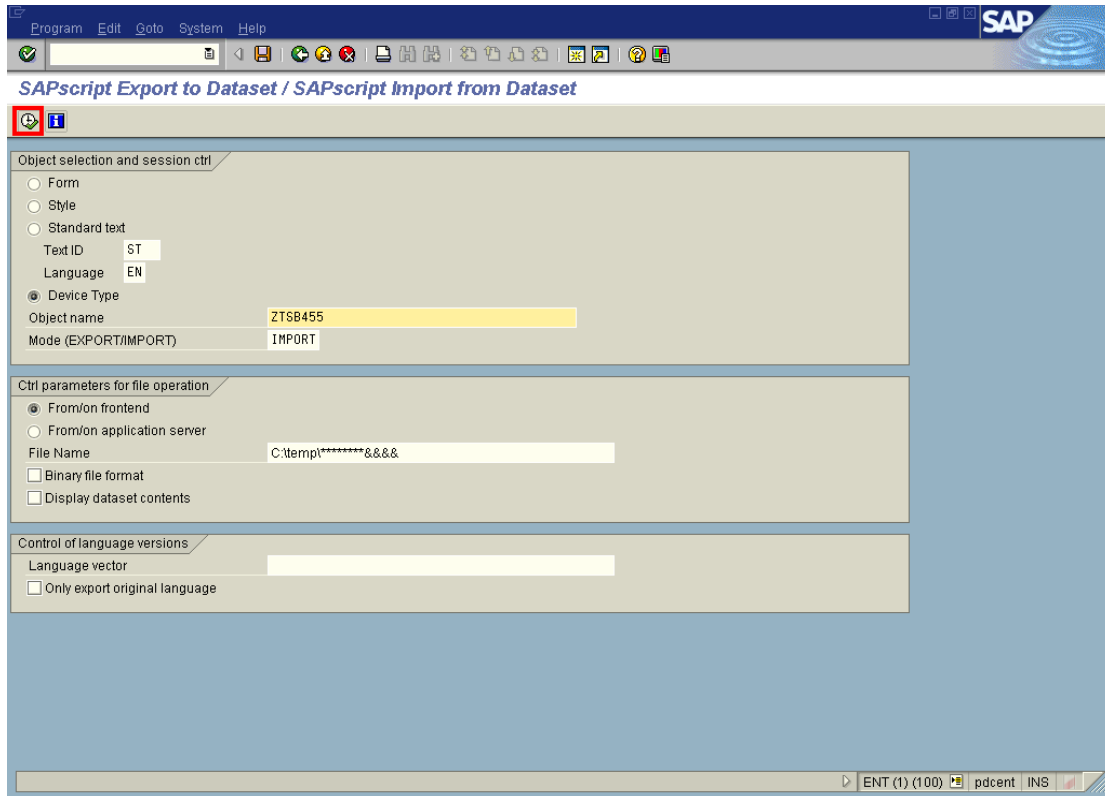 Program Edit Goto System Help
SAP
SAPscript Export to Dataset / SAPscript Import from Dataset
Object selection and session ctrl
Form
Style
Standard text
Text ID ST
Language EN
Device Type
Object name ZTSB455
Mode (EXPORT/IMPORT) IMPORT
Ctrl parameters for file operation
From/on frontend
From/on application server
File Name C:\temp\********&&&&
Binary file format
Display dataset contents
Control of language versions
Language vector
Only export original language
ENT (1) (100) pdcent INS